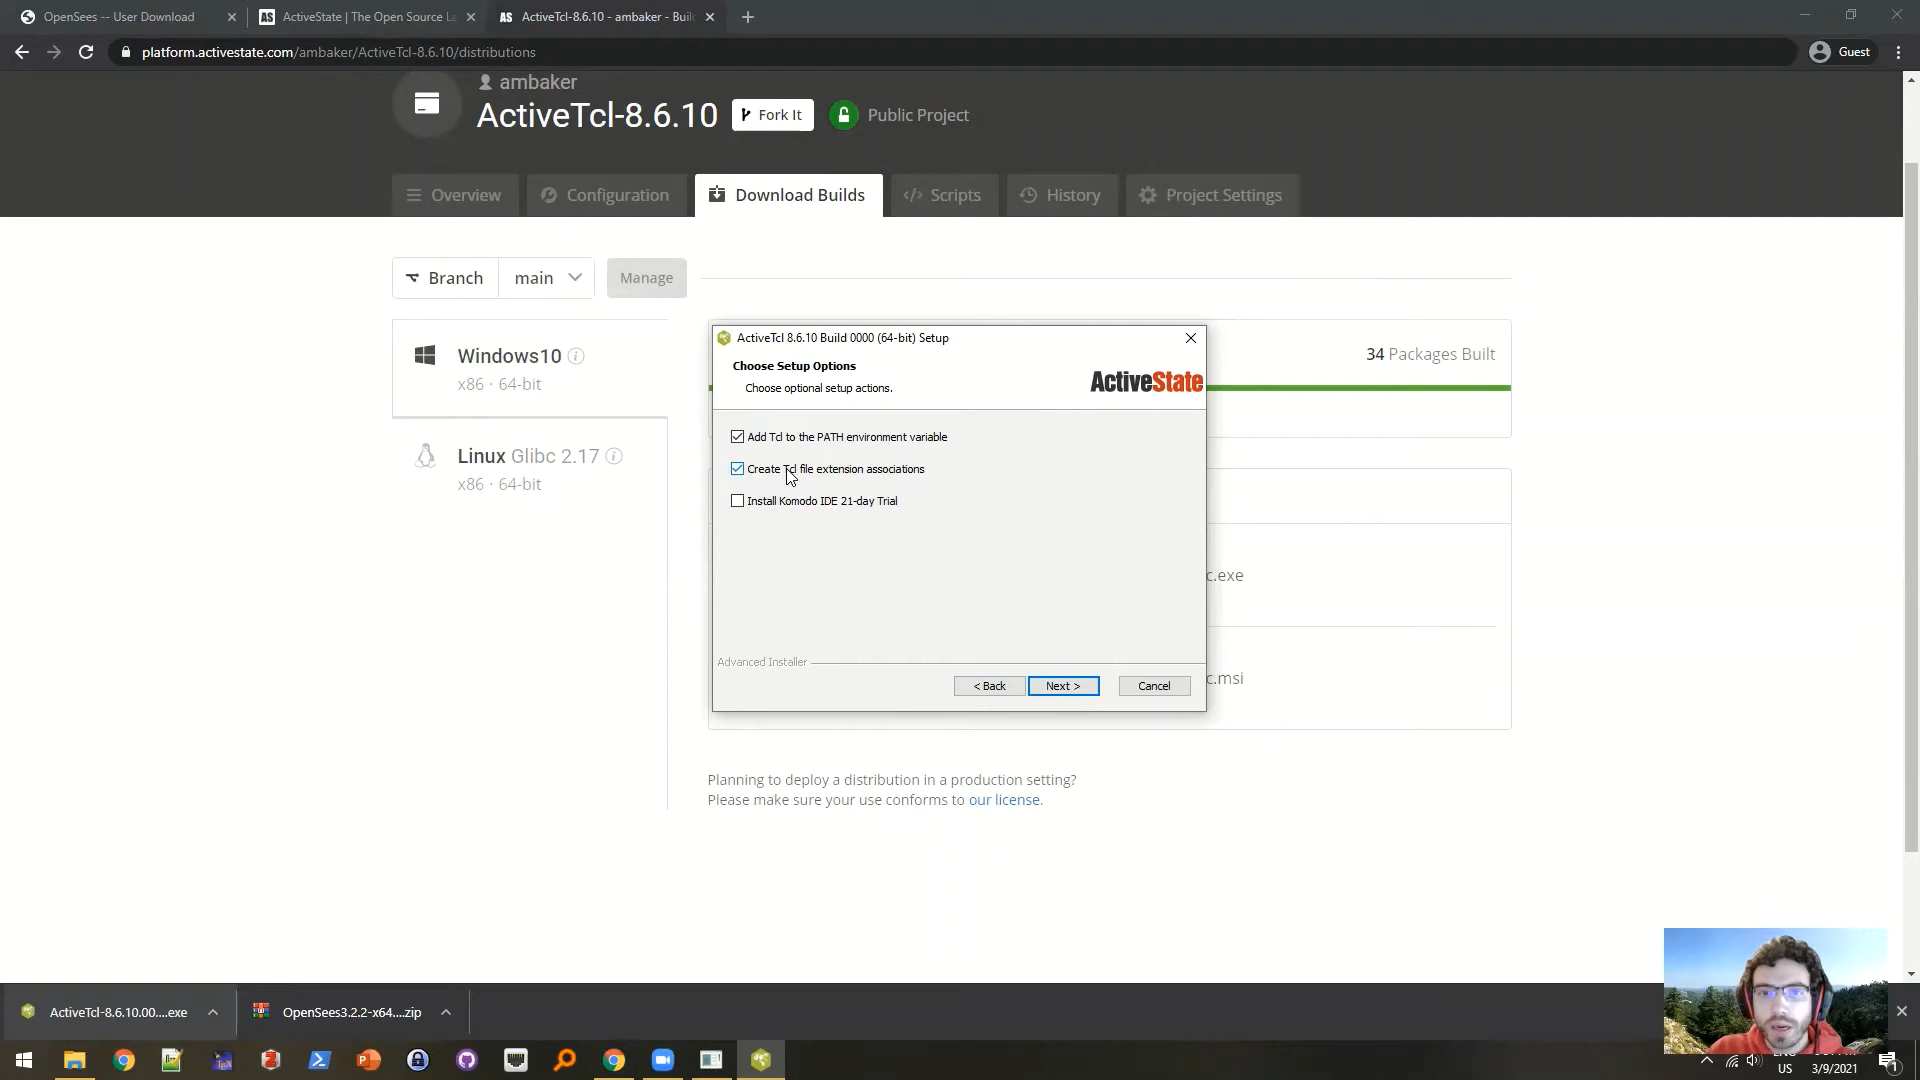 OpenSees -- User Download
ActiveState | The Open Source La
ActiveTcl-8.6.10 - ambaker - Buil
platform.activestate.com/ambaker/ActiveTcl-8.6.10/distributions
Guest
ambaker
ActiveTcl-8.6.10
Fork It
Public Project
Overview
Configuration
Download Builds
Scripts
History
Project Settings
Branch
main
Manage
Windows10
x86 · 64-bit
Linux Glibc 2.17
x86 · 64-bit
34 Packages Built
ActiveTcl 8.6.10 Build 0000 (64-bit) Setup
Choose Setup Options
Choose optional setup actions.
ActiveState
Add Tcl to the PATH environment variable
Create Tcl file extension associations
Install Komodo IDE 21-day Trial
Advanced Installer
< Back
Next >
Cancel
c.exe
c.msi
Planning to deploy a distribution in a production setting?
Please make sure your use conforms to our license.
ActiveTcl-8.6.10.00....exe
OpenSees3.2.2-x64....zip
US
3/9/2021
1